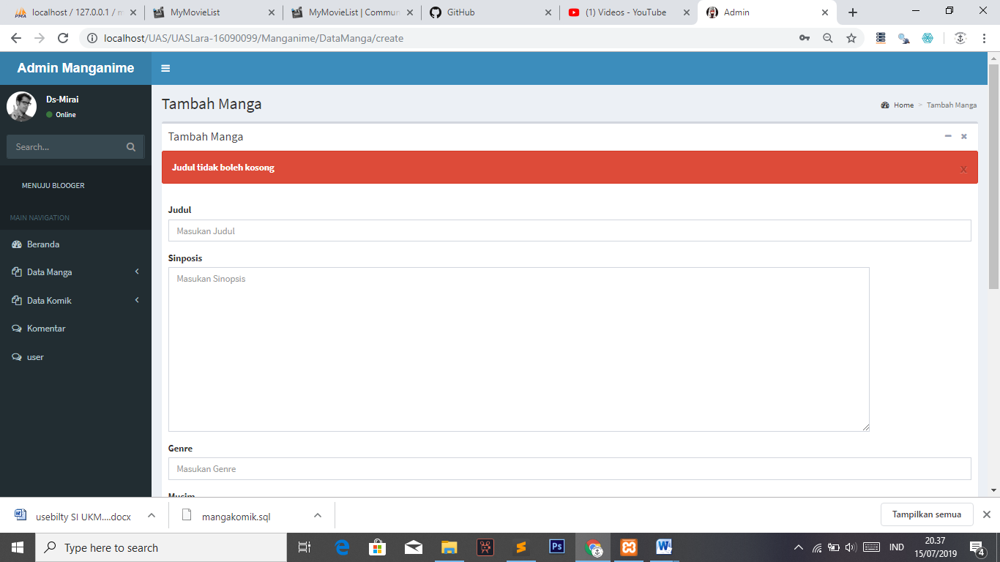 localhost / 127.0.0.1 / m
MyMovieList
MyMovieList | Commun
GitHub
(1) Videos - YouTube
Admin
localhost/UAS/UASLara-16090099/Manganime/DataManga/create
Admin Manganime
Ds-Mirai
Online
Search...
MENUJU BLOOGER
MAIN NAVIGATION
Beranda
Data Manga
Data Komik
Komentar
user
Tambah Manga
Home > Tambah Manga
Tambah Manga
Judul tidak boleh kosong
x
Judul
Masukan Judul
Sinposis
Masukan Sinopsis
Genre
Masukan Genre
Musim
usebilty SI UKM....docx
mangakomik.sql
Tampilkan semua
Type here to search
Ps
IND
20.37
15/07/2019
4